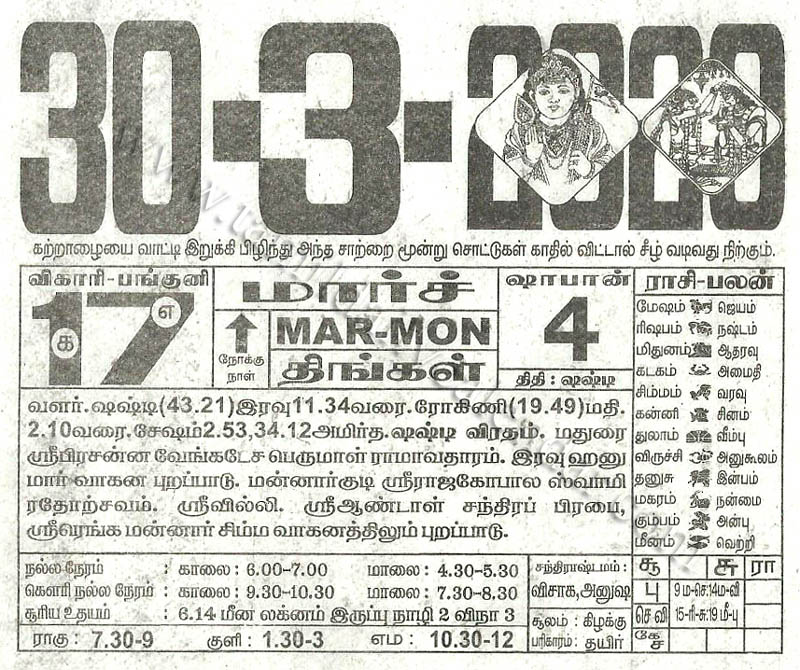 30-3-2020
கற்றாழையை வாட்டி இறுக்கி பிழிந்து அந்த சாற்றை மூன்று சொட்டுகள் காதில் விட்டால் சீழ் வடிவது நிற்கும்.
விகாரி-பங்குனி
17
க எ
மார்ச்
MAR-MON
நோக்கு
நாள்
திங்கள்
ஷாபான்
4
திதி : ஷஷ்டி
ராசி-பலன்
மேஷம் ஜெயம்
ரிஷபம் நஷ்டம்
மிதுனம் ஆதரவு
கடகம் அமைதி
சிம்மம் வரவு
கன்னி சினம்
துலாம் வீம்பு
விருச்சி அனுகூலம்
தனுசு இன்பம்
மகரம் நன்மை
கும்பம் அன்பு
மீனம் வெற்றி
வளர்.ஷஷ்டி(43.21)இரவு11.34வரை.ரோகிணி(19.49)மதி.
2.10வரை.சேஷம்2.53,34.12அமிர்த.ஷஷ்டி விரதம். மதுரை
ஸ்ரீபிரசன்ன வேங்கடேச பெருமாள் ராமாவதாரம். இரவு ஹனு
மார் வாகன புறப்பாடு. மன்னார்குடி ஸ்ரீராஜகோபால ஸ்வாமி
ரதோற்சவம். ஸ்ரீவில்லி. ஸ்ரீஆண்டாள் சந்திரப் பிரபை,
ஸ்ரீரெங்க மன்னார் சிம்ம வாகனத்திலும் புறப்பாடு.
நல்ல நேரம் : காலை: 6.00-7.00 மாலை: 4.30-5.30
கௌரி நல்ல நேரம் : காலை: 9.30-10.30 மாலை: 7.30-8.30
சூரிய உதயம் : 6.14 மீன லக்னம் இருப்பு நாழி 2 விநா 3
ராகு : 7.30-9 குளி : 1.30-3 எம : 10.30-12
சந்திராஷ்டமம்:
விசாக,அனுஷ
சூலம் : கிழக்கு
பரிகாரம் : தயிர்
சூ சு ரா
பு 9 ம-செ:14ம-வி
செ வி 15-ரி-சு:19 மீ-பு
கே